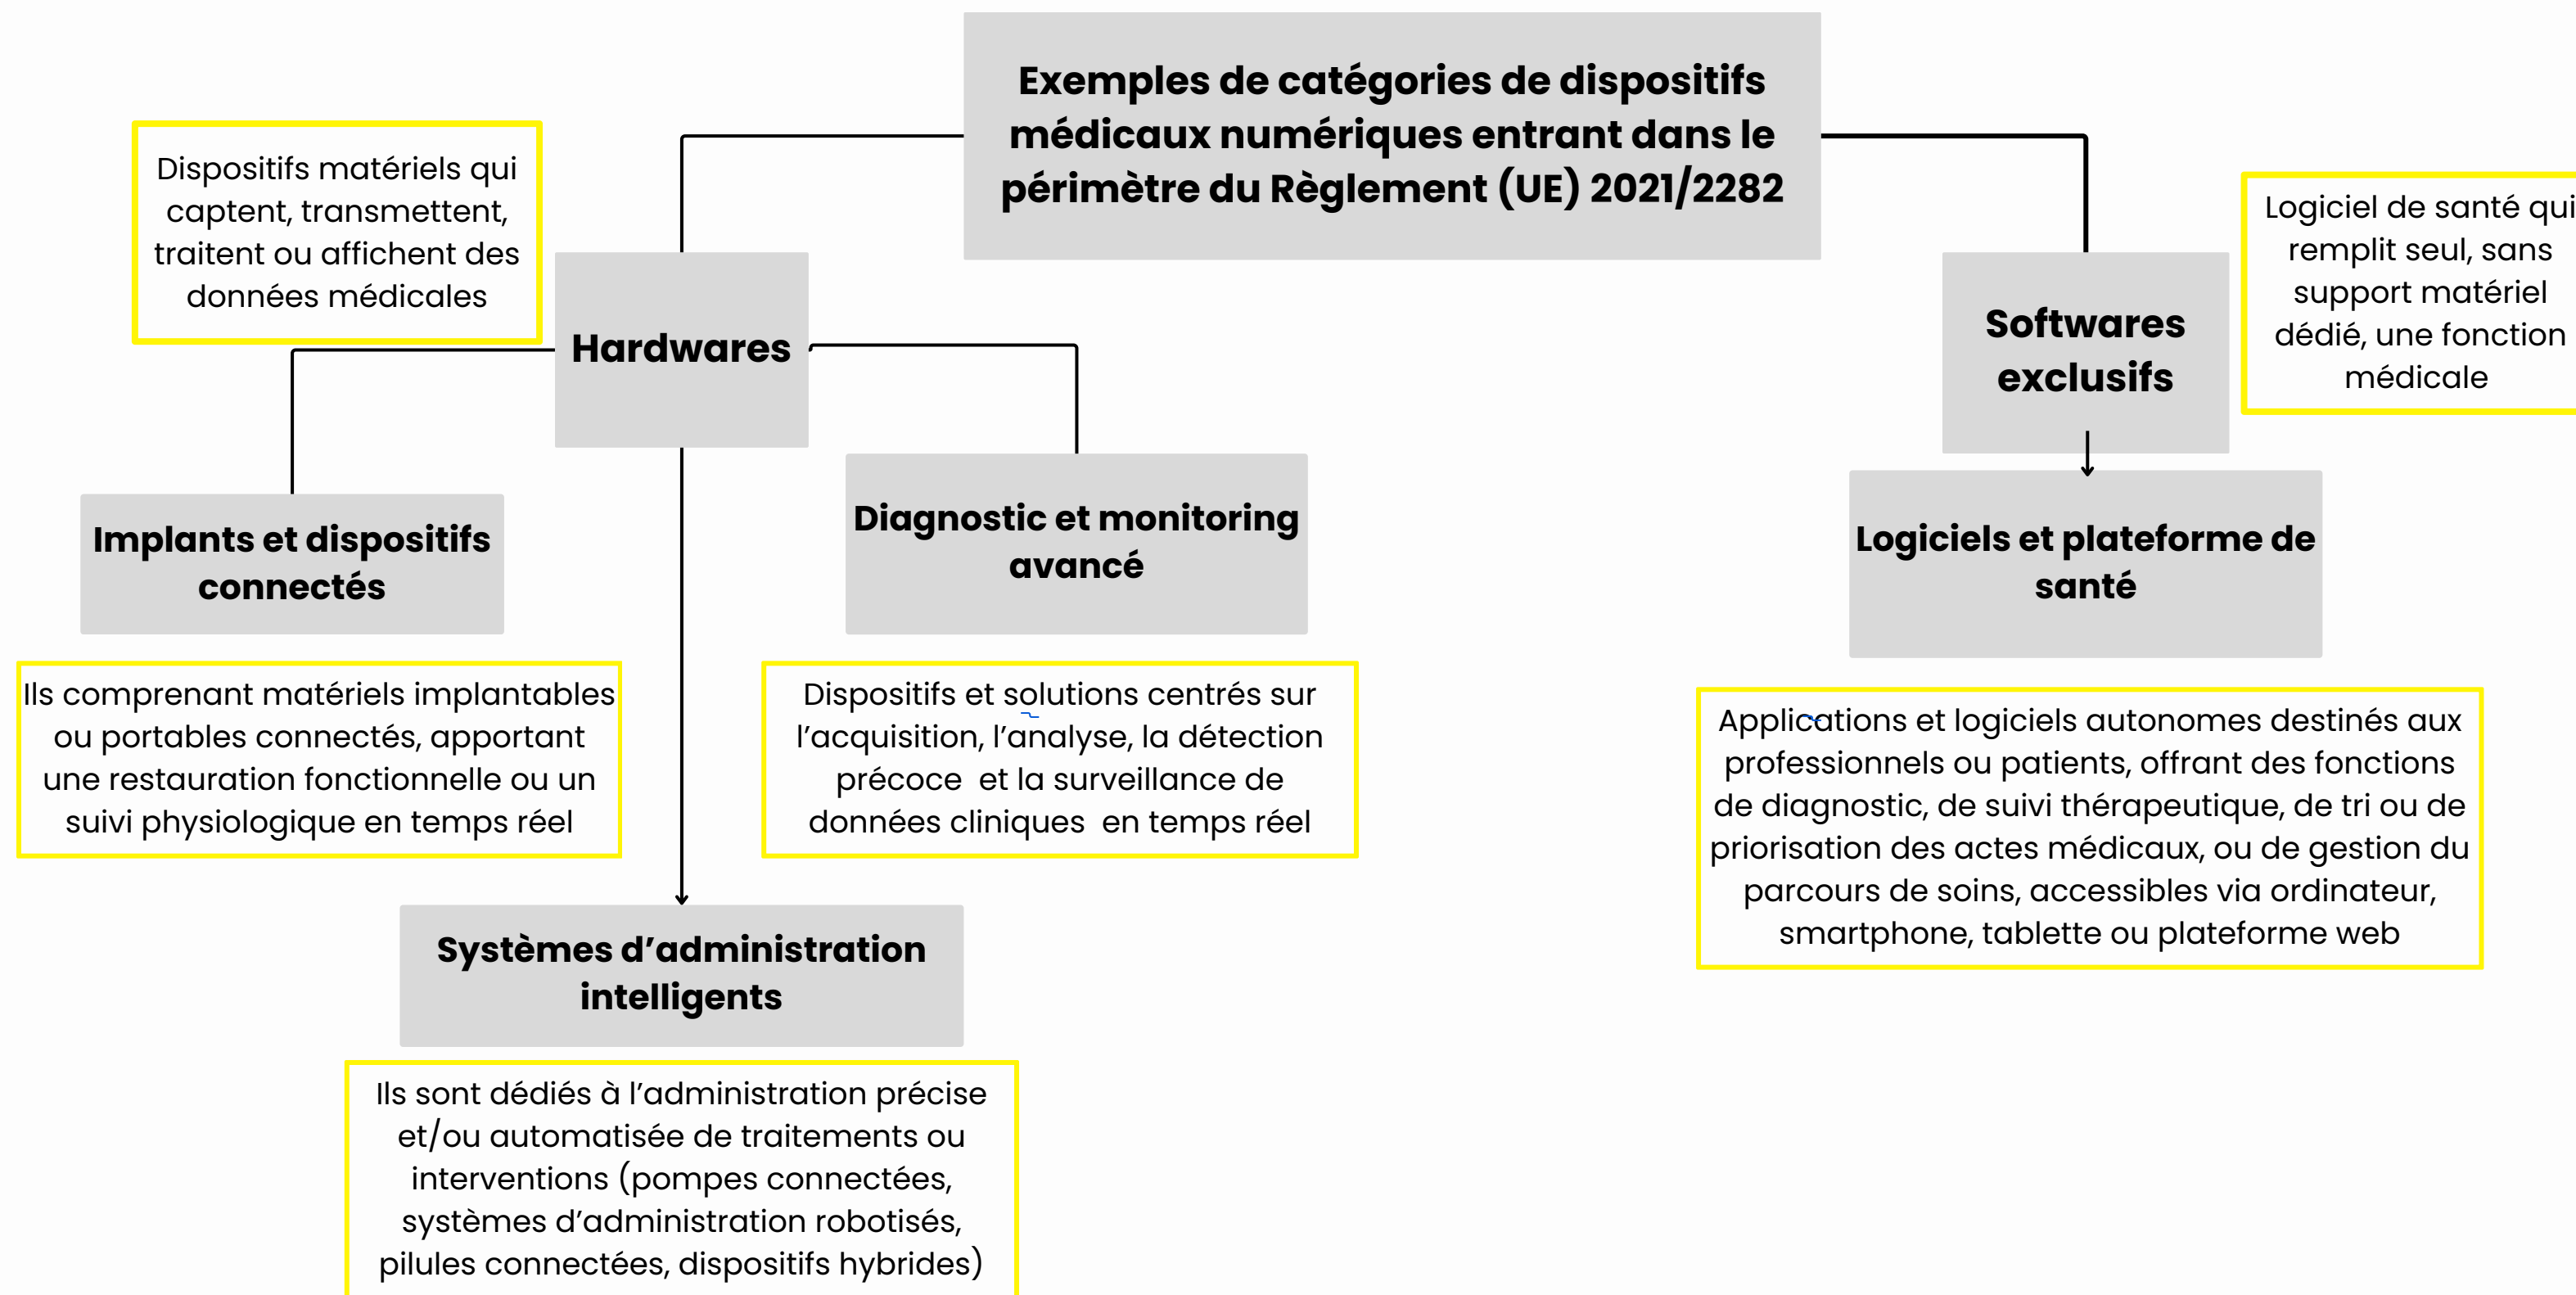 Exemples de catégories de dispositifs
médicaux numériques entrant dans le
périmètre du Règlement (UE) 2021/2282
Dispositifs matériels qui
captent, transmettent,
traitent ou affichent des
données médicales
Hardwares
Softwares
exclusifs
Logiciel de santé qui
remplit seul, sans
support matériel
dédié, une fonction
médicale
Implants et dispositifs
connectés
Diagnostic et monitoring
avancé
Logiciels et plateforme de
santé
Ils comprenant matériels implantables
ou portables connectés, apportant
une restauration fonctionnelle ou un
suivi physiologique en temps réel
Dispositifs et solutions centrés sur
l’acquisition, l’analyse, la détection
précoce  et la surveillance de
données cliniques  en temps réel
Applications et logiciels autonomes destinés aux
professionnels ou patients, offrant des fonctions
de diagnostic, de suivi thérapeutique, de tri ou de
priorisation des actes médicaux, ou de gestion du
parcours de soins, accessibles via ordinateur,
smartphone, tablette ou plateforme web
Systèmes d’administration
intelligents
Ils sont dédiés à l’administration précise
et/ou automatisée de traitements ou
interventions (pompes connectées,
systèmes d’administration robotisés,
pilules connectées, dispositifs hybrides)